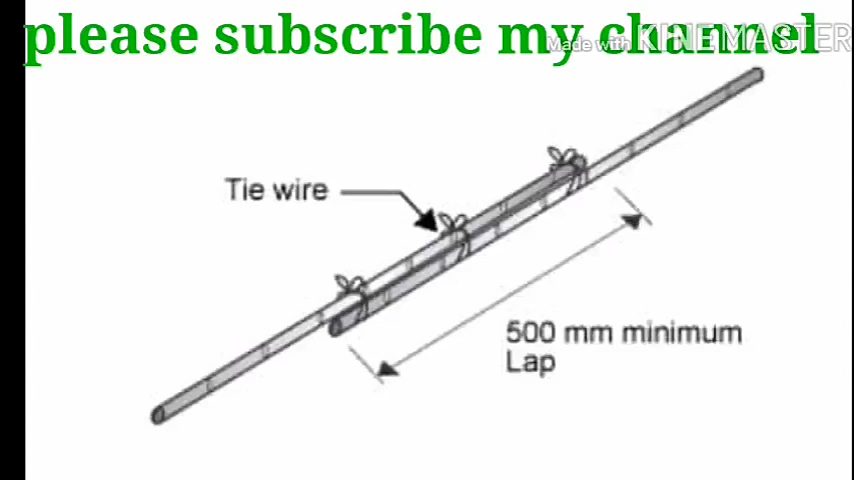 please subscribe my channel
Made with KINEMASTER
Tie wire
500 mm minimum
Lap